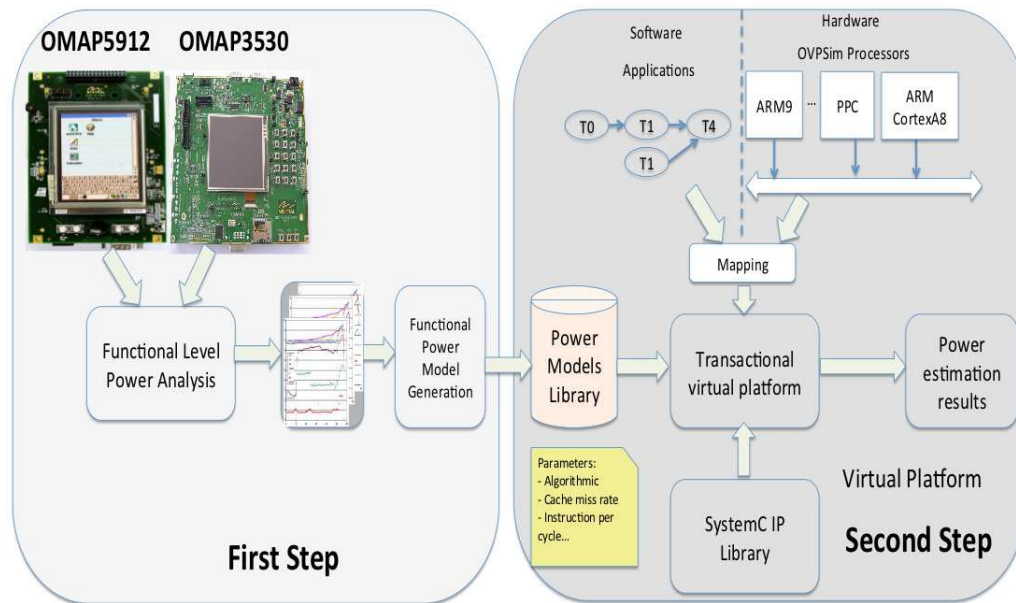 OMAP5912
OMAP3530
Functional Level
Power Analysis
Functional
Power
Model
Generation
First Step
Software
Applications
T0
T1
T4
T1
Hardware
OVPSim Processors
ARM9
...
PPC
ARM
CortexA8
Mapping
Power
Models
Library
Transactional
virtual platform
Power
estimation
results
Parameters:
- Algorithmic
- Cache miss rate
- Instruction per
cycle...
SystemC IP
Library
Virtual Platform
Second Step